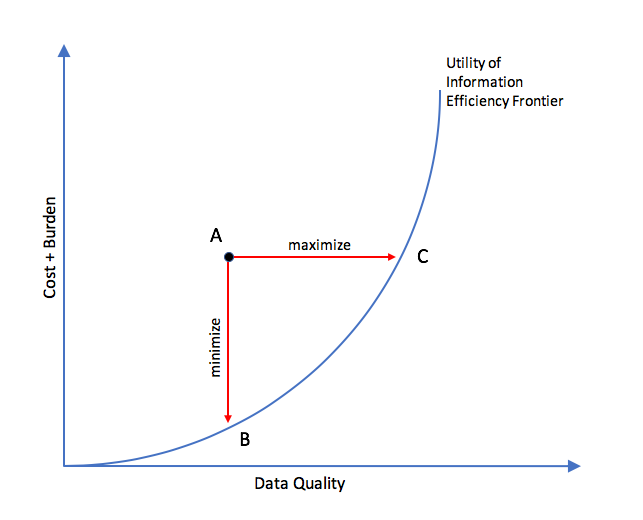 Utility of
Information
Efficiency Frontier
Cost + Burden
A
maximize
C
minimize
B
Data Quality